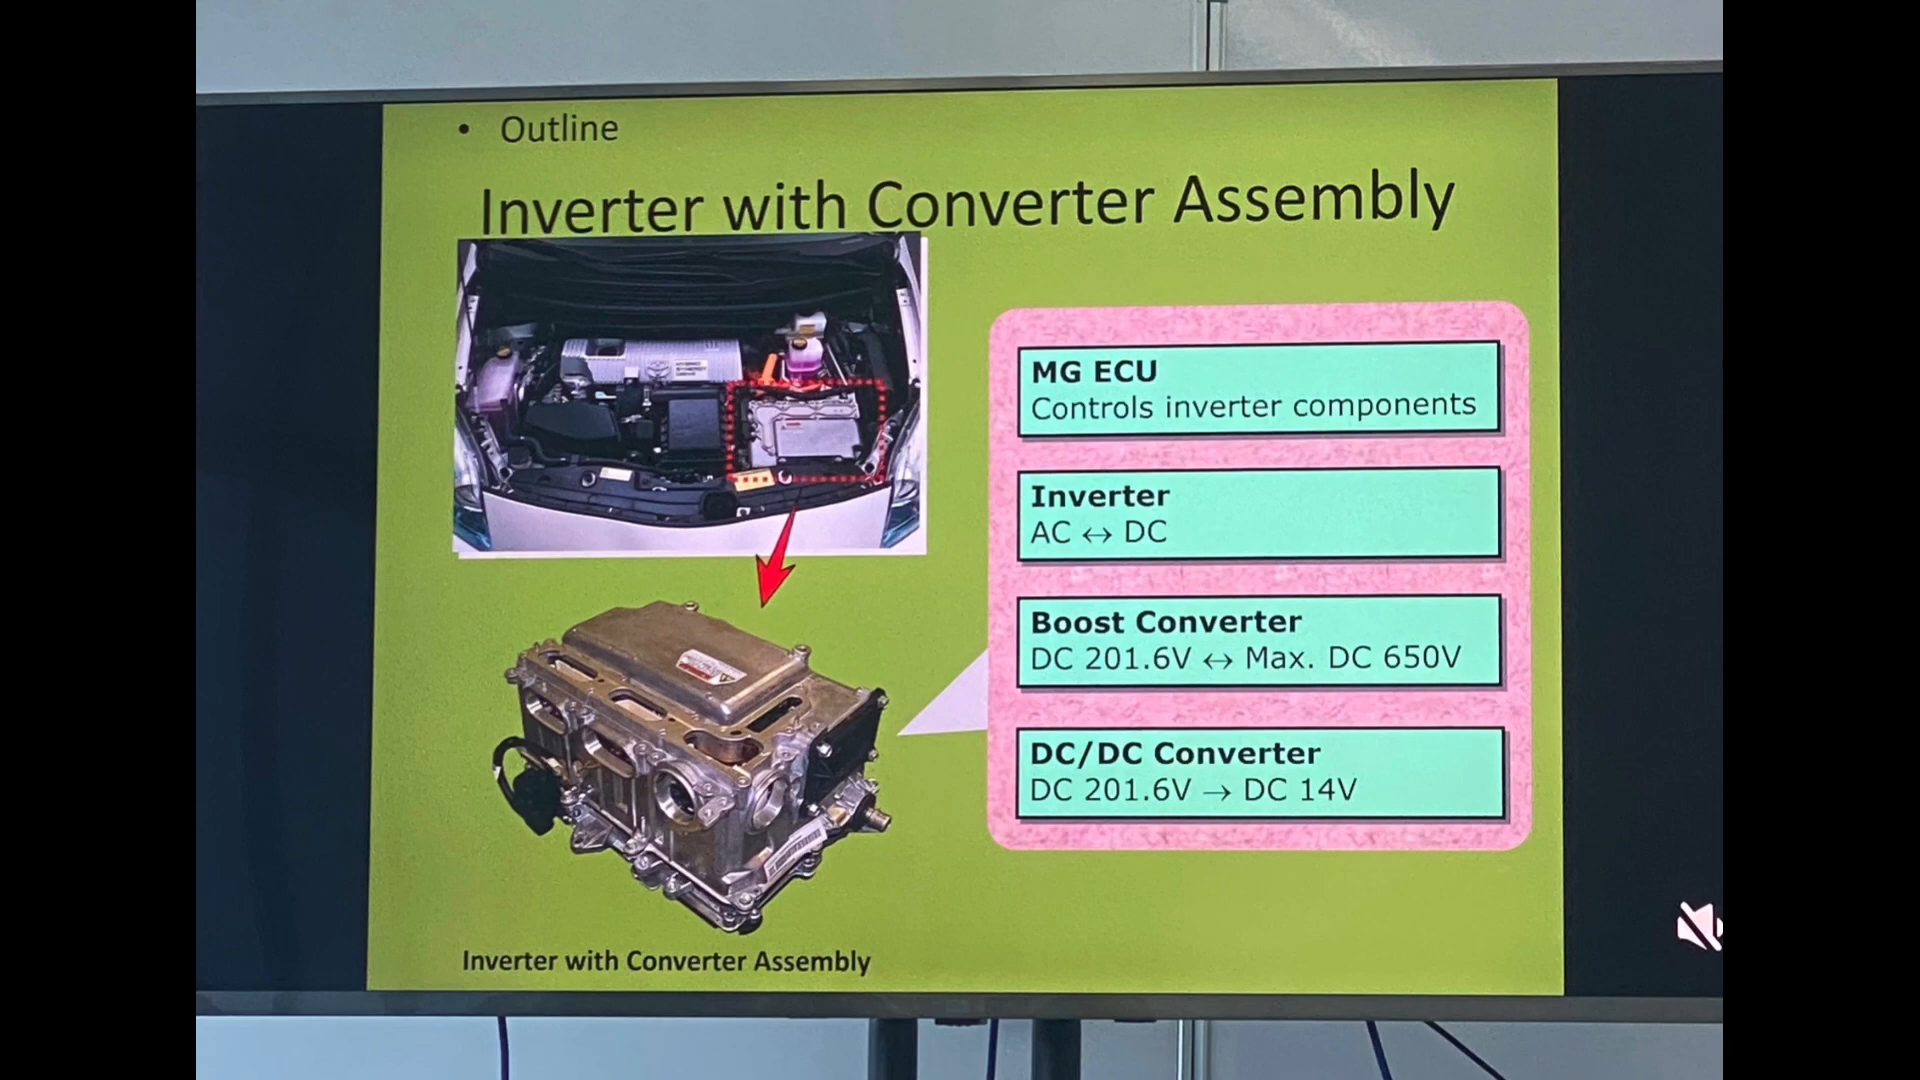 • Outline
Inverter with Converter Assembly
MG ECU
Controls inverter components
Inverter
AC ↔ DC
Boost Converter
DC 201.6V ↔ Max. DC 650V
DC/DC Converter
DC 201.6V → DC 14V
Inverter with Converter Assembly